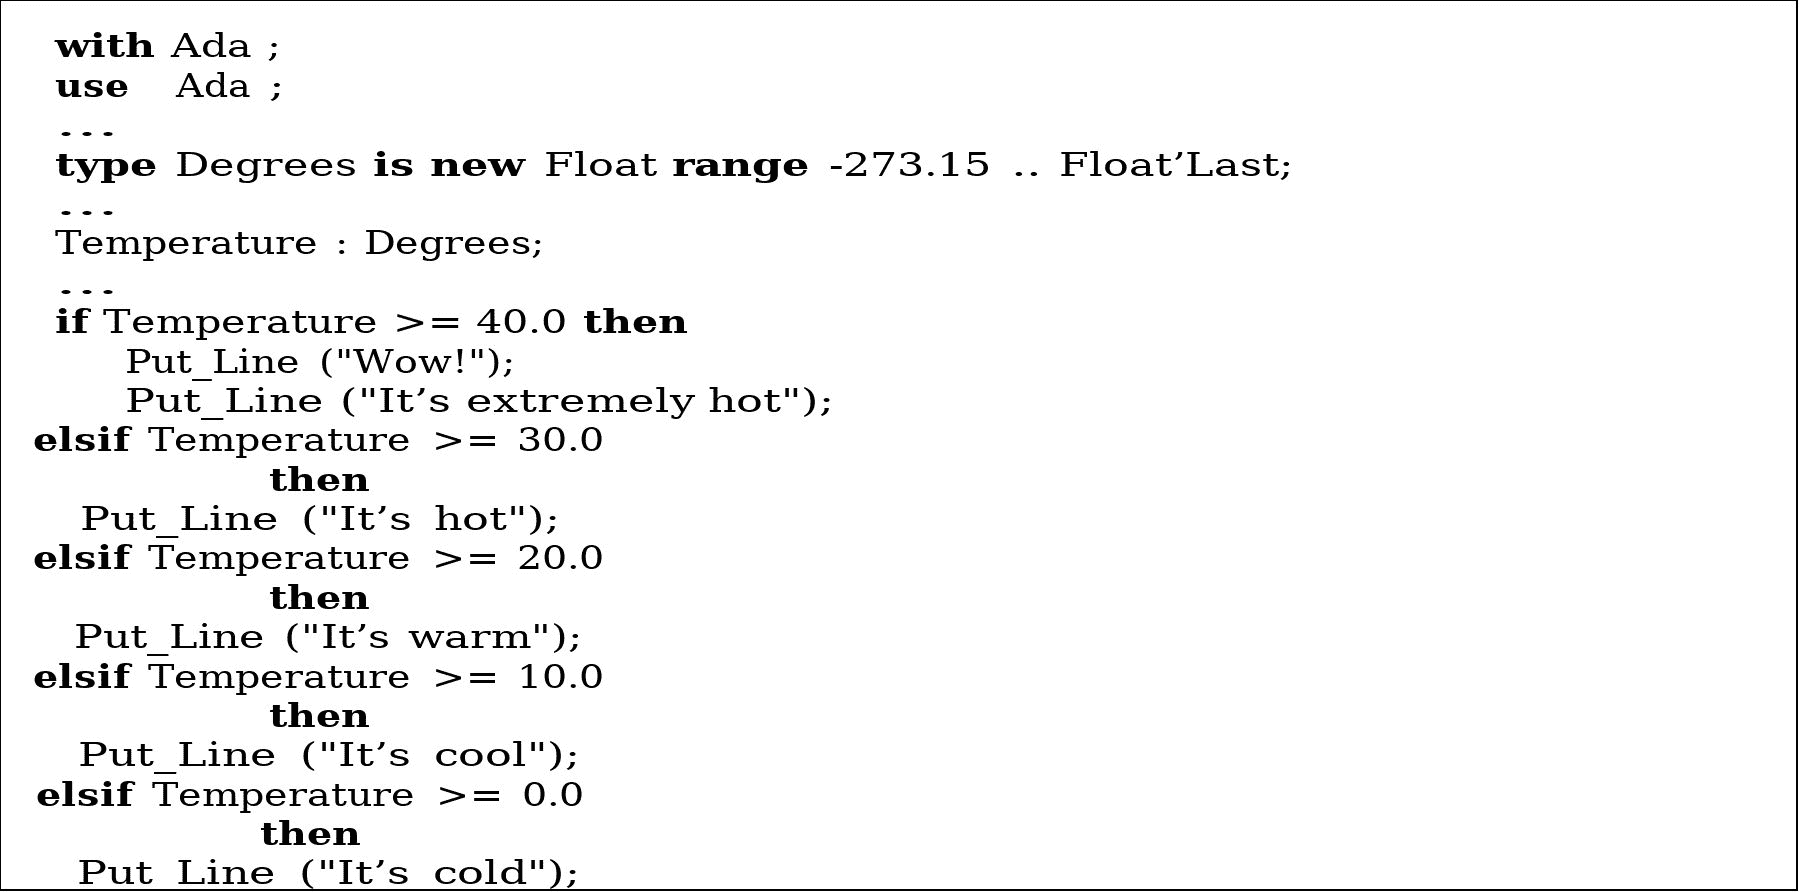 with Ada ;
use Ada ;
...
type Degrees is new Float range -273.15 .. Float’Last;
...
Temperature : Degrees;
...
if Temperature >= 40.0 then
Put_Line ("Wow!");
Put_Line ("It’s extremely hot");
elsif Temperature >= 30.0
then
Put_Line ("It’s hot");
elsif Temperature >= 20.0
then
Put_Line ("It’s warm");
elsif Temperature >= 10.0
then
Put_Line ("It’s cool");
elsif Temperature >= 0.0
then
Put Line ("It’s cold");